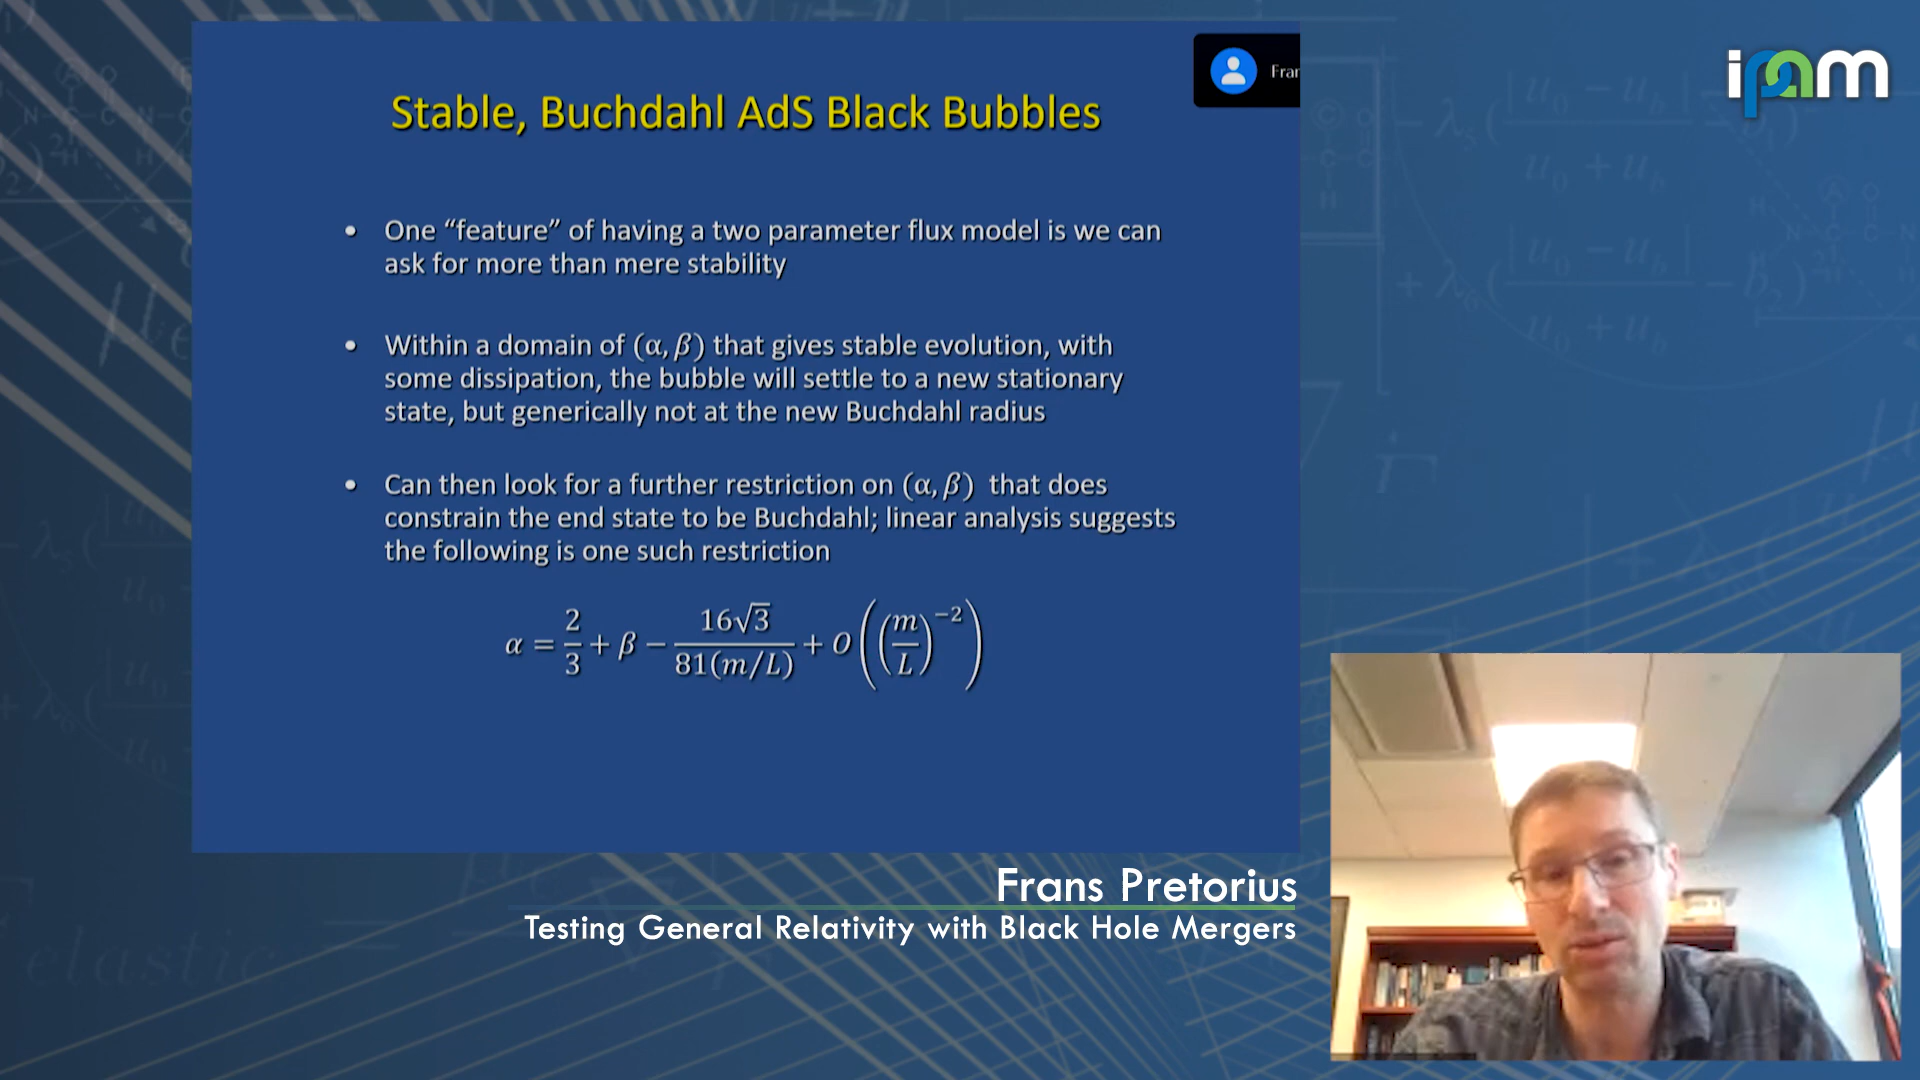 Fran
ipam
Stable, Buchdahl AdS Black Bubbles
• One “feature” of having a two parameter flux model is we can
ask for more than mere stability
• Within a domain of (α, β) that gives stable evolution, with
some dissipation, the bubble will settle to a new stationary
state, but generically not at the new Buchdahl radius
• Can then look for a further restriction on (α, β) that does
constrain the end state to be Buchdahl; linear analysis suggests
the following is one such restriction
α = 2/3 + β − 16√3/81(m/L) + O((m/L)^−2)
Frans Pretorius
Testing General Relativity with Black Hole Mergers
elastic